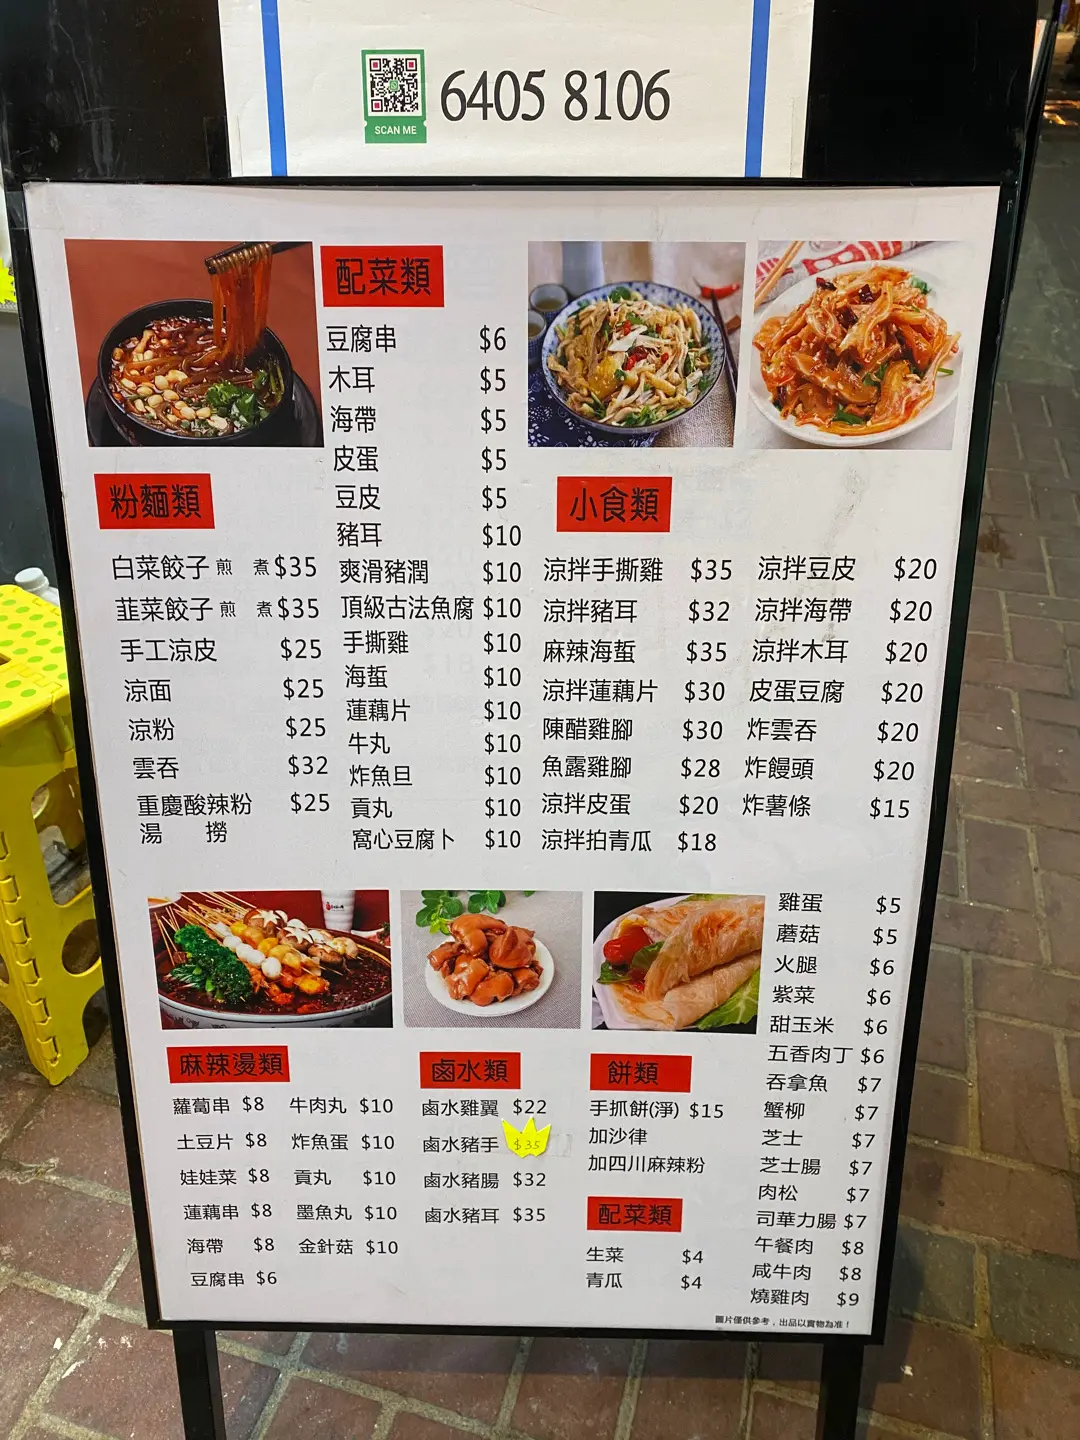 SCAN ME
6405 8106
配菜類
豆腐串 $6
木耳 $5
海帶 $5
皮蛋 $5
豆皮 $5
豬耳 $10
爽滑豬潤 $10
頂級古法魚腐 $10
手撕雞 $10
海蜇 $10
蓮藕片 $10
牛丸 $10
炸魚旦 $10
貢丸 $10
窩心豆腐卜 $10
粉麵類
白菜餃子 煎 煮 $35
韮菜餃子 煎 煮 $35
手工涼皮 $25
涼面 $25
涼粉 $25
雲吞 $32
重慶酸辣粉 $25
湯 撈
小食類
涼拌手撕雞 $35
涼拌豬耳 $32
麻辣海蜇 $35
涼拌蓮藕片 $30
陳醋雞腳 $30
魚露雞腳 $28
涼拌皮蛋 $20
涼拌拍青瓜 $18
涼拌豆皮 $20
涼拌海帶 $20
涼拌木耳 $20
皮蛋豆腐 $20
炸雲吞 $20
炸饅頭 $20
炸薯條 $15
麻辣燙類
蘿蔔串 $8
土豆片 $8
娃娃菜 $8
蓮藕串 $8
海帶 $8
豆腐串 $6
牛肉丸 $10
炸魚蛋 $10
貢丸 $10
墨魚丸 $10
金針菇 $10
鹵水類
鹵水雞翼 $22
鹵水豬手 $35
鹵水豬腸 $32
鹵水豬耳 $35
餅類
手抓餅(淨) $15
加沙律
加四川麻辣粉
配菜類
生菜 $4
青瓜 $4
雞蛋 $5
蘑菇 $5
火腿 $6
紫菜 $6
甜玉米 $6
五香肉丁 $6
吞拿魚 $7
蟹柳 $7
芝士 $7
芝士腸 $7
肉松 $7
司華力腸 $7
午餐肉 $8
咸牛肉 $8
燒雞肉 $9
圖片僅供參考，出品以實物為准！